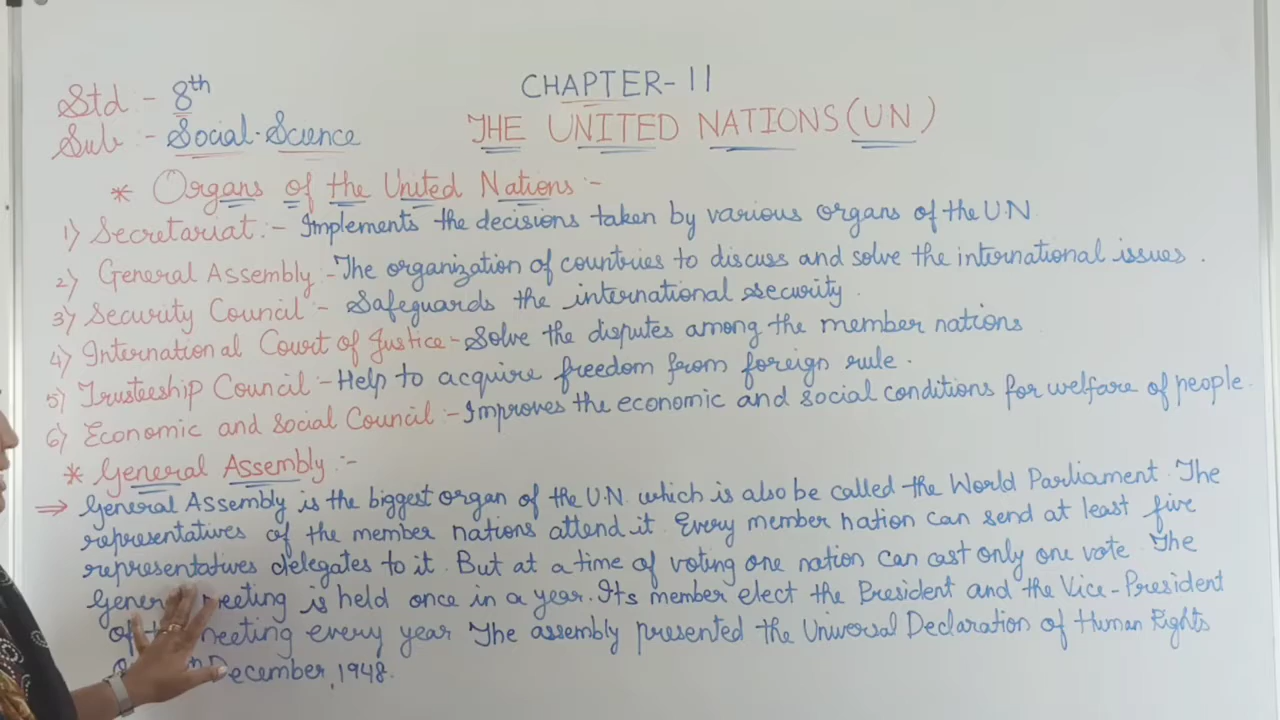 Std :- 8th
Sub :- Social-Science
CHAPTER-11
THE UNITED NATIONS (UN)
* Organs of the United Nations :-
1) Secretariat :- Implements the decisions taken by various organs of the U.N.
2) General Assembly :- The organization of countries to discuss and solve the international issues .
3) Security Council :- Safeguards the international security.
4) International Court of Justice - Solve the disputes among the member nations
5) Trusteeship Council :- Help to acquire freedom from foreign rule .
6) Economic and Social Council :- Improves the economic and social conditions for welfare of people.
* General Assembly :-
⇒ General Assembly is the biggest organ of the U.N. which is also be called the World Parliament. The
representatives of the member nations attend it. Every member nation can send at least five
representatives delegates to it. But at a time of voting one nation can cast only one vote. The
meeting is held once in a year. Its member elect the President and the Vice-President
meeting every year The assembly presented the Universal Declaration of Human Rights
December, 1948.